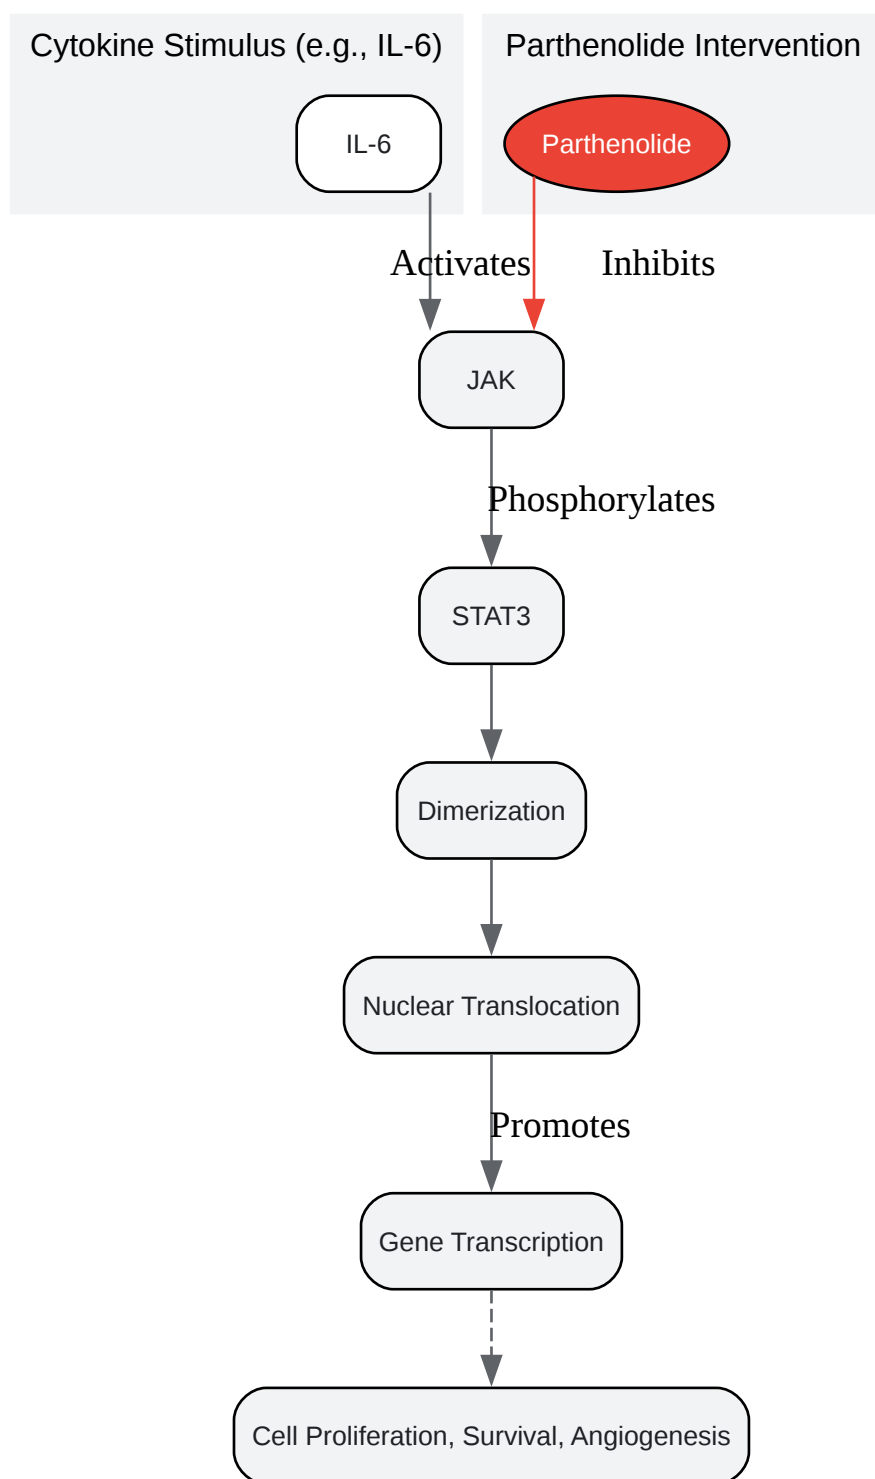 Cytokine Stimulus (e.g., IL-6)
Parthenolide Intervention
IL-6
Parthenolide
Activates
Inhibits
JAK
Phosphorylates
STAT3
Dimerization
Nuclear Translocation
Promotes
Gene Transcription
Cell Proliferation, Survival, Angiogenesis